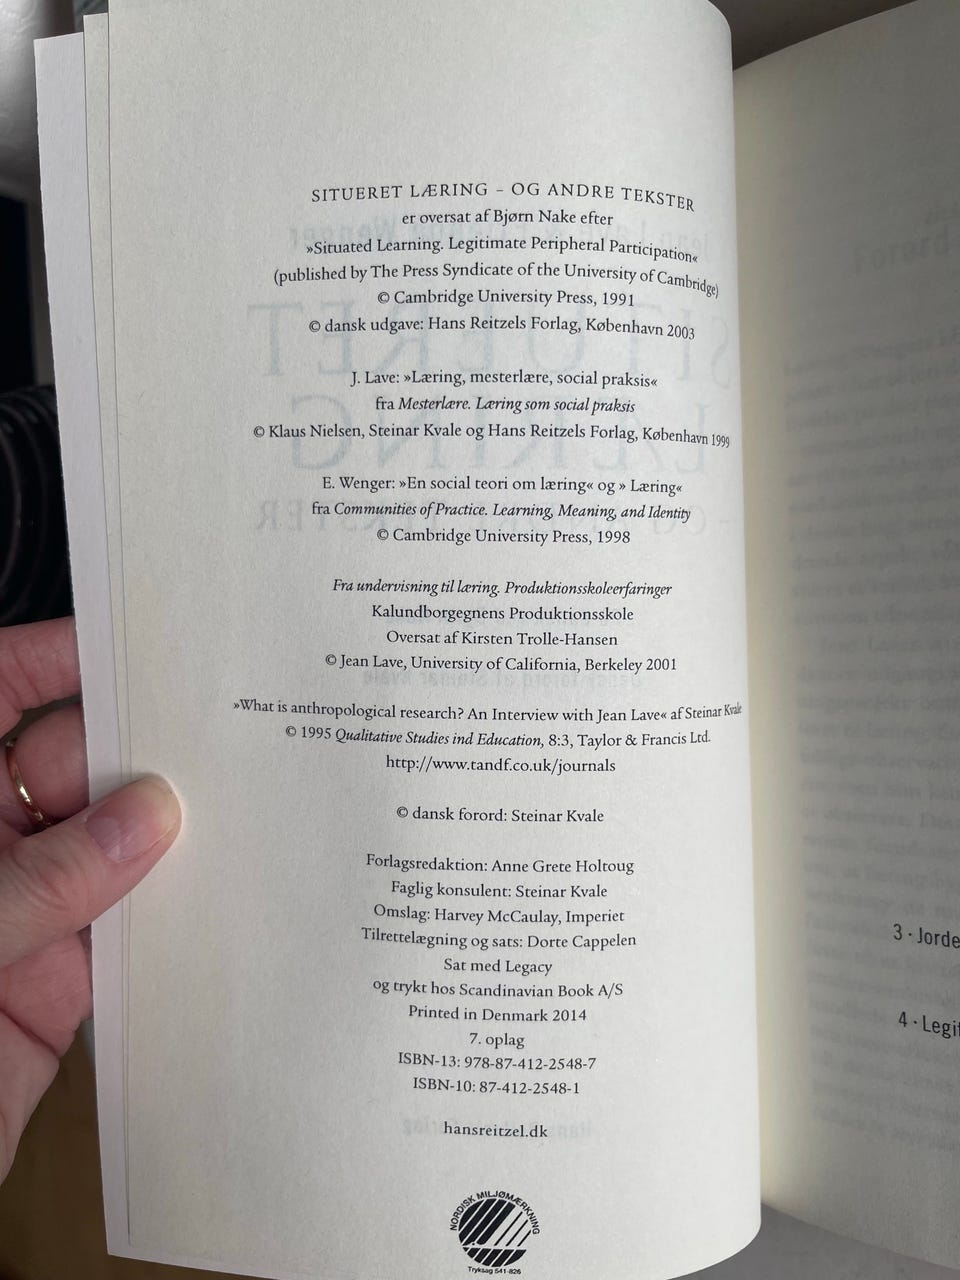 SITUERET LÆRING – OG ANDRE TEKSTER
er oversat af Bjørn Nake efter
»Situated Learning. Legitimate Peripheral Participation«
(published by The Press Syndicate of the University of Cambridge)
© Cambridge University Press, 1991
© dansk udgave: Hans Reitzels Forlag, København 2003
J. Lave: »Læring, mesterlære, social praksis«
fra Mesterlære. Læring som social praksis
© Klaus Nielsen, Steinar Kvale og Hans Reitzels Forlag, København 1999
E. Wenger: »En social teori om læring« og » Læring«
fra Communities of Practice. Learning, Meaning, and Identity
© Cambridge University Press, 1998
Fra undervisning til læring. Produktionsskoleerfaringer
Kalundborgegnens Produktionsskole
Oversat af Kirsten Trolle-Hansen
© Jean Lave, University of California, Berkeley 2001
»What is anthropological research? An Interview with Jean Lave« af Steinar Kvale
© 1995 Qualitative Studies ind Education, 8:3, Taylor & Francis Ltd.
http://www.tandf.co.uk/journals
© dansk forord: Steinar Kvale
Forlagsredaktion: Anne Grete Holtoug
Faglig konsulent: Steinar Kvale
Omslag: Harvey McCaulay, Imperiet
Tilrettelægning og sats: Dorte Cappelen
Sat med Legacy
og trykt hos Scandinavian Book A/S
Printed in Denmark 2014
7. oplag
ISBN-13: 978-87-412-2548-7
ISBN-10: 87-412-2548-1
hansreitzel.dk
NORDISK MILJØMÆRKNING
Tryksag 541-826
3 · Jorde
4 · Legit